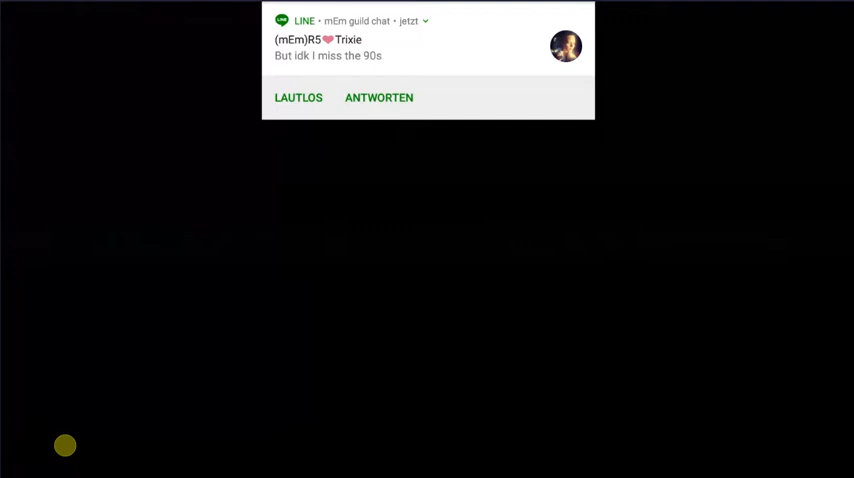 LINE • mEm guild chat • jetzt
(mEm)R5❤Trixie
But idk I miss the 90s
LAUTLOS ANTWORTEN